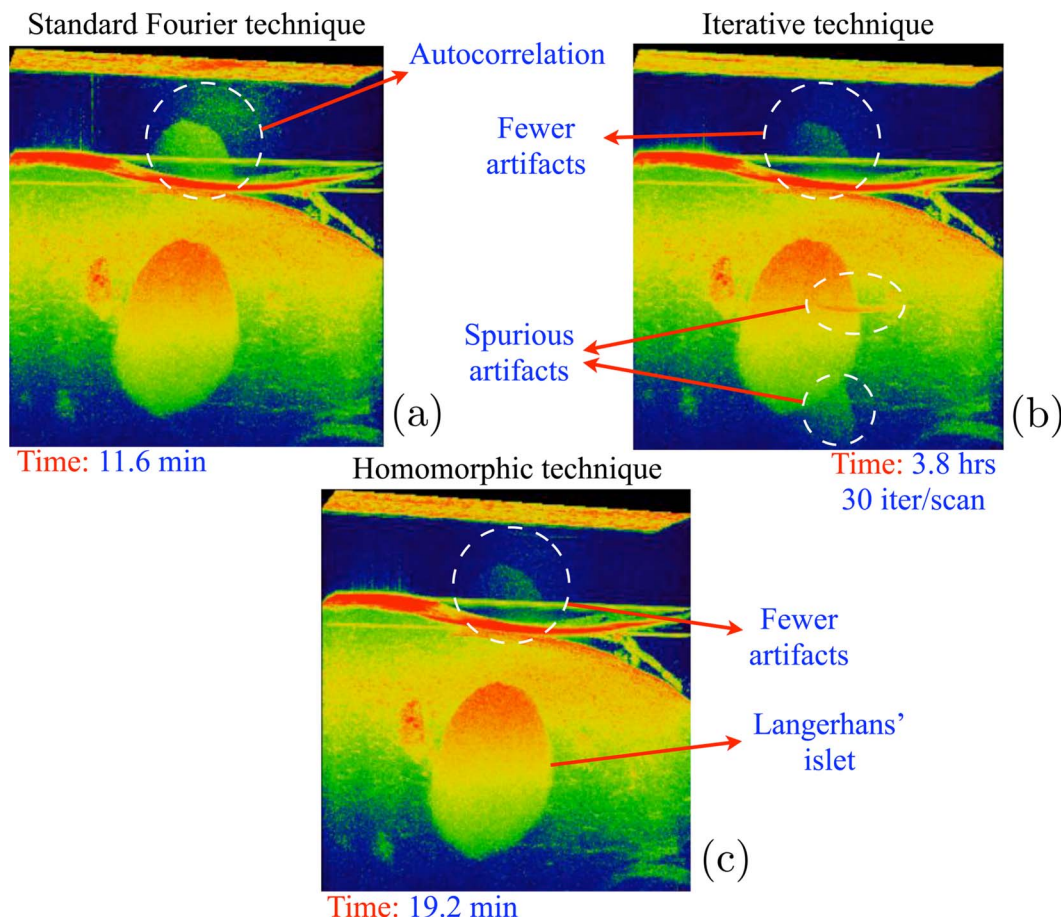 Standard Fourier technique
Iterative technique
Autocorrelation
Fewer
artifacts
Spurious
artifacts
(a)
(b)
Time: 11.6 min
Time: 3.8 hrs
30 iter/scan
Homomorphic technique
Fewer
artifacts
Langerhans’
islet
(c)
Time: 19.2 min